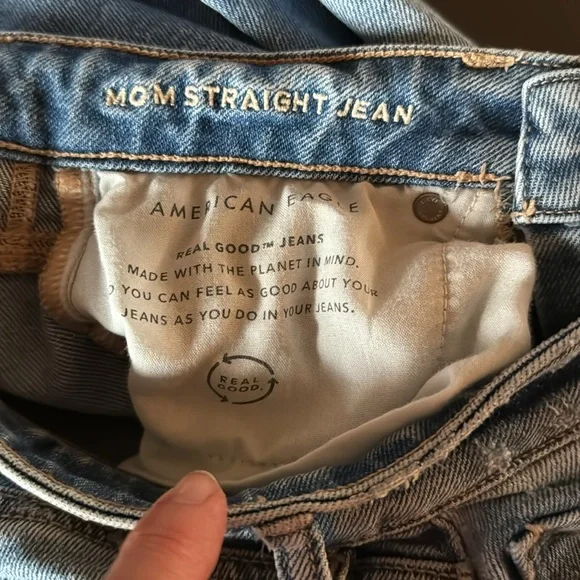 MOM STRAIGHT JEAN
AMERICAN EAGLE
REAL GOOD™ JEANS
MADE WITH THE PLANET IN MIND.
YOU CAN FEEL AS GOOD ABOUT YOUR
JEANS AS YOU DO IN YOUR JEANS.
REAL
GOOD.